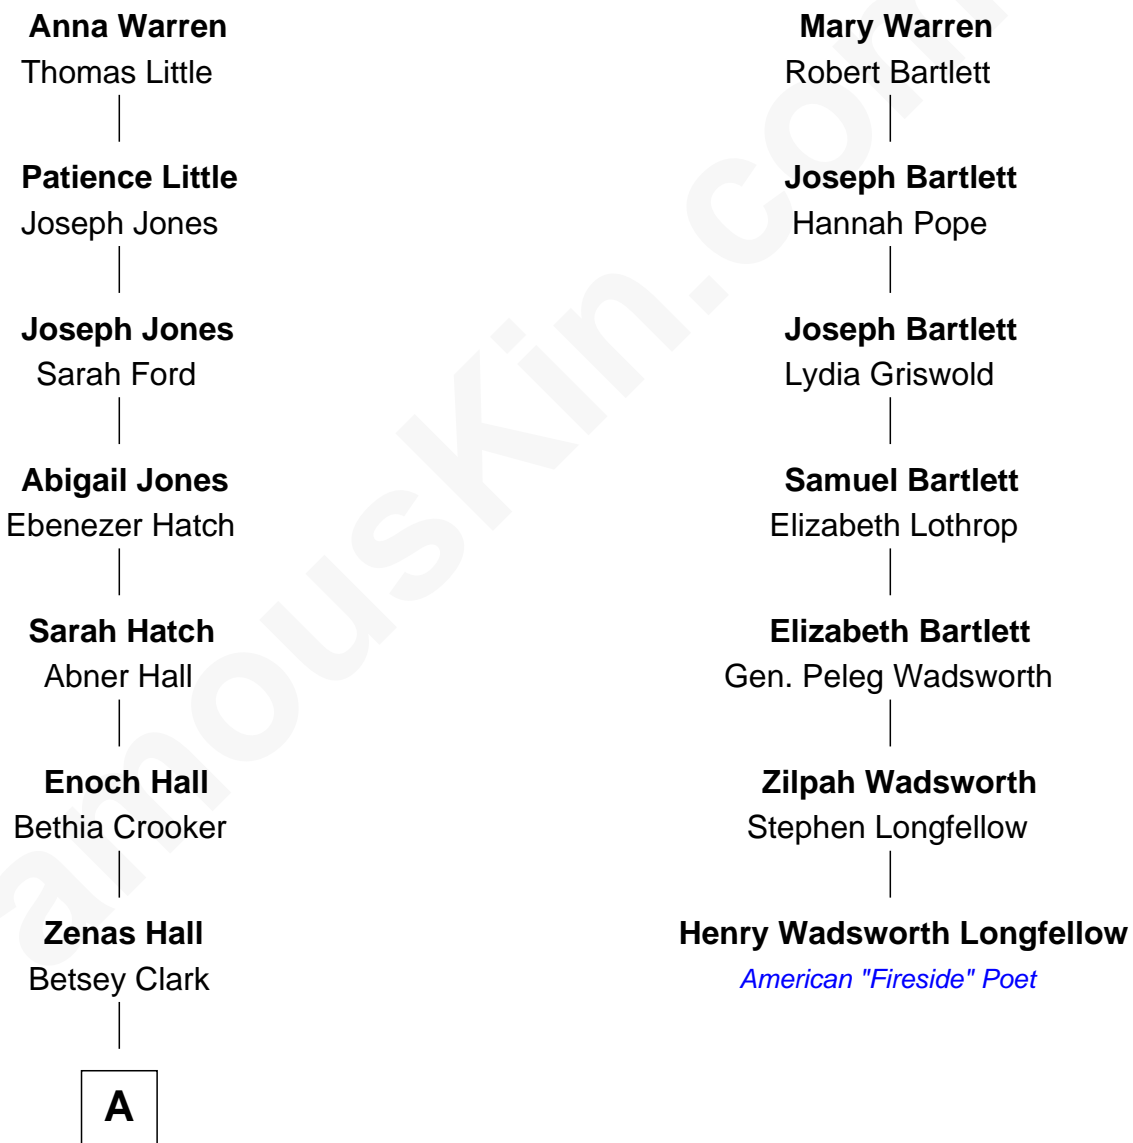 Anna Warren
Thomas Little
Patience Little
Joseph Jones
Joseph Jones
Sarah Ford
Abigail Jones
Ebenezer Hatch
Sarah Hatch
Abner Hall
Enoch Hall
Bethia Crooker
Zenas Hall
Betsey Clark
A
Mary Warren
Robert Bartlett
Joseph Bartlett
Hannah Pope
Joseph Bartlett
Lydia Griswold
Samuel Bartlett
Elizabeth Lothrop
Elizabeth Bartlett
Gen. Peleg Wadsworth
Zilpah Wadsworth
Stephen Longfellow
Henry Wadsworth Longfellow
American "Fireside" Poet
amouskin.com